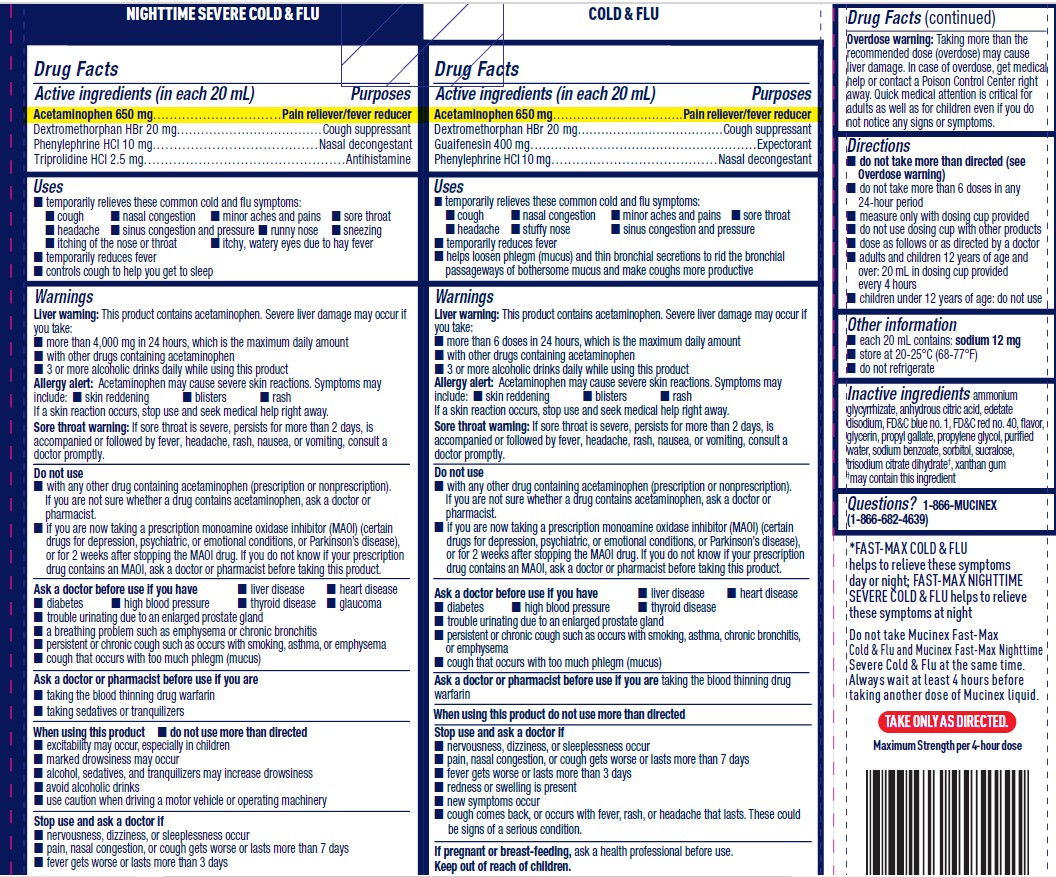 NIGHTTIME SEVERE COLD & FLU
Drug Facts
Active ingredients (in each 20 mL) Purposes
Acetaminophen 650 mg..............................Pain reliever/fever reducer
Dextromethorphan HBr 20 mg..................................Cough suppressant
Phenylephrine HCl 10 mg.......................................Nasal decongestant
Triprolidine HCl 2.5 mg................................................Antihistamine
Uses
■ temporarily relieves these common cold and flu symptoms:
■ cough ■ nasal congestion ■ minor aches and pains ■ sore throat
■ headache ■ sinus congestion and pressure ■ runny nose ■ sneezing
■ itching of the nose or throat ■ itchy, watery eyes due to hay fever
■ temporarily reduces fever
■ controls cough to help you get to sleep
Warnings
Liver warning: This product contains acetaminophen. Severe liver damage may occur if
you take:
■ more than 4,000 mg in 24 hours, which is the maximum daily amount
■ with other drugs containing acetaminophen
■ 3 or more alcoholic drinks daily while using this product
Allergy alert: Acetaminophen may cause severe skin reactions. Symptoms may
include: ■ skin reddening ■ blisters ■ rash
If a skin reaction occurs, stop use and seek medical help right away.
Sore throat warning: If sore throat is severe, persists for more than 2 days, is
accompanied or followed by fever, headache, rash, nausea, or vomiting, consult a
doctor promptly.
Do not use
■ with any other drug containing acetaminophen (prescription or nonprescription).
If you are not sure whether a drug contains acetaminophen, ask a doctor or
pharmacist.
■ if you are now taking a prescription monoamine oxidase inhibitor (MAOI) (certain
drugs for depression, psychiatric, or emotional conditions, or Parkinson's disease),
or for 2 weeks after stopping the MAOI drug. If you do not know if your prescription
drug contains an MAOI, ask a doctor or pharmacist before taking this product.
Ask a doctor before use if you have ■ liver disease ■ heart disease
■ diabetes ■ high blood pressure ■ thyroid disease ■ glaucoma
■ trouble urinating due to an enlarged prostate gland
■ a breathing problem such as emphysema or chronic bronchitis
■ persistent or chronic cough such as occurs with smoking, asthma, or emphysema
■ cough that occurs with too much phlegm (mucus)
Ask a doctor or pharmacist before use if you are
■ taking the blood thinning drug warfarin
■ taking sedatives or tranquilizers
When using this product ■ do not use more than directed
■ excitability may occur, especially in children
■ marked drowsiness may occur
■ alcohol, sedatives, and tranquilizers may increase drowsiness
■ avoid alcoholic drinks
■ use caution when driving a motor vehicle or operating machinery
Stop use and ask a doctor if
■ nervousness, dizziness, or sleeplessness occur
■ pain, nasal congestion, or cough gets worse or lasts more than 7 days
■ fever gets worse or lasts more than 3 days
COLD & FLU
Drug Facts
Active ingredients (in each 20 mL) Purposes
Acetaminophen 650 mg..............................Pain reliever/fever reducer
Dextromethorphan HBr 20 mg..................................Cough suppressant
Guaifenesin 400 mg....................................................Expectorant
Phenylephrine HCl 10 mg.......................................Nasal decongestant
Uses
■ temporarily relieves these common cold and flu symptoms:
■ cough ■ nasal congestion ■ minor aches and pains ■ sore throat
■ headache ■ stuffy nose ■ sinus congestion and pressure
■ temporarily reduces fever
■ helps loosen phlegm (mucus) and thin bronchial secretions to rid the bronchial
passageways of bothersome mucus and make coughs more productive
Warnings
Liver warning: This product contains acetaminophen. Severe liver damage may occur if
you take:
■ more than 6 doses in 24 hours, which is the maximum daily amount
■ with other drugs containing acetaminophen
■ 3 or more alcoholic drinks daily while using this product
Allergy alert: Acetaminophen may cause severe skin reactions. Symptoms may
include: ■ skin reddening ■ blisters ■ rash
If a skin reaction occurs, stop use and seek medical help right away.
Sore throat warning: If sore throat is severe, persists for more than 2 days, is
accompanied or followed by fever, headache, rash, nausea, or vomiting, consult a
doctor promptly.
Do not use
■ with any other drug containing acetaminophen (prescription or nonprescription).
If you are not sure whether a drug contains acetaminophen, ask a doctor or
pharmacist.
■ if you are now taking a prescription monoamine oxidase inhibitor (MAOI) (certain
drugs for depression, psychiatric, or emotional conditions, or Parkinson's disease),
or for 2 weeks after stopping the MAOI drug. If you do not know if your prescription
drug contains an MAOI, ask a doctor or pharmacist before taking this product.
Ask a doctor before use if you have ■ liver disease ■ heart disease
■ diabetes ■ high blood pressure ■ thyroid disease
■ trouble urinating due to an enlarged prostate gland
■ persistent or chronic cough such as occurs with smoking, asthma, chronic bronchitis,
or emphysema
■ cough that occurs with too much phlegm (mucus)
Ask a doctor or pharmacist before use if you are taking the blood thinning drug
warfarin
When using this product do not use more than directed
Stop use and ask a doctor if
■ nervousness, dizziness, or sleeplessness occur
■ pain, nasal congestion, or cough gets worse or lasts more than 7 days
■ fever gets worse or lasts more than 3 days
■ redness or swelling is present
■ new symptoms occur
■ cough comes back, or occurs with fever, rash, or headache that lasts. These could
be signs of a serious condition.
If pregnant or breast-feeding, ask a health professional before use.
Keep out of reach of children.
Drug Facts (continued)
Overdose warning: Taking more than the
recommended dose (overdose) may cause
liver damage. In case of overdose, get medical
help or contact a Poison Control Center right
away. Quick medical attention is critical for
adults as well as for children even if you do
not notice any signs or symptoms.
Directions
■ do not take more than directed (see
Overdose warning)
■ do not take more than 6 doses in any
24-hour period
■ measure only with dosing cup provided
■ do not use dosing cup with other products
■ dose as follows or as directed by a doctor
■ adults and children 12 years of age and
over: 20 mL in dosing cup provided
every 4 hours
■ children under 12 years of age: do not use
Other information
■ each 20 mL contains: sodium 12 mg
■ store at 20-25°C (68-77°F)
■ do not refrigerate
Inactive ingredients ammonium
glycyrrhizate, anhydrous citric acid, edetate
disodium, FD&C blue no. 1, FD&C red no. 40, flavor,
glycerin, propyl gallate, propylene glycol, purified
water, sodium benzoate, sorbitol, sucralose,
trisodium citrate dihydrate†, xanthan gum
†may contain this ingredient
Questions? 1-866-MUCINEX
(1-866-682-4639)
*FAST-MAX COLD & FLU
helps to relieve these symptoms
day or night; FAST-MAX NIGHTTIME
SEVERE COLD & FLU helps to relieve
these symptoms at night
Do not take Mucinex Fast-Max
Cold & Flu and Mucinex Fast-Max Nighttime
Severe Cold & Flu at the same time.
Always wait at least 4 hours before
taking another dose of Mucinex liquid.
TAKE ONLY AS DIRECTED.
Maximum Strength per 4-hour dose